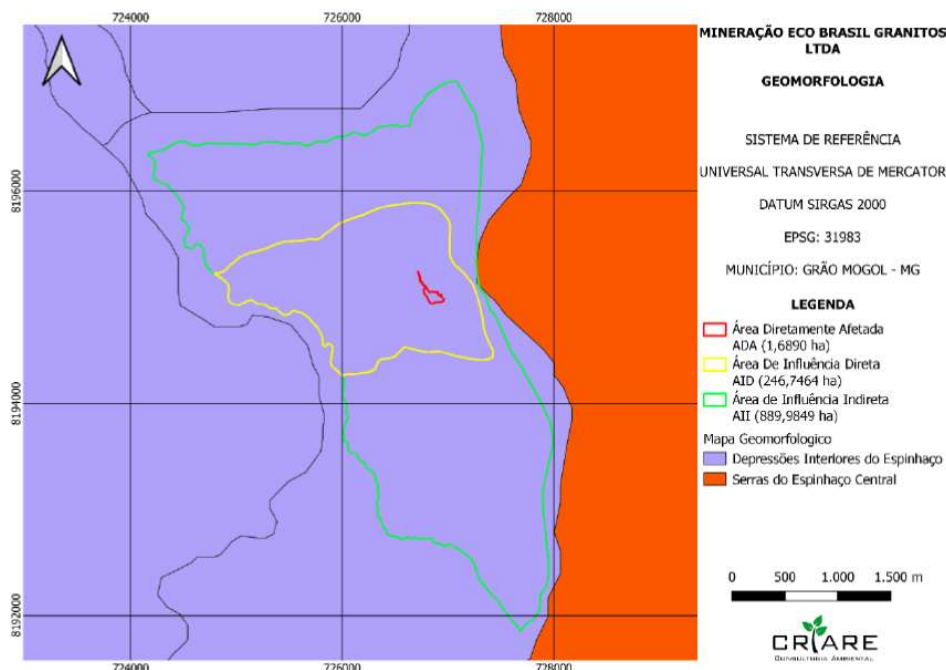 724000
726000
728000
8196000
8194000
8192000
724000
726000
728000
MINERAÇÃO ECO BRASIL GRANITOS
LTDA
GEOMORFOLOGIA
SISTEMA DE REFERÊNCIA
UNIVERSAL TRANSVERSA DE MERCATOR
DATUM SIRGAS 2000
EPSG: 31983
MUNICÍPIO: GRÃO MOGOL - MG
LEGENDA
Área Diretamente Afetada
ADA (1,6890 ha)
Área De Influência Direta
AID (246,7464 ha)
Área de Influência Indireta
AII (889,9849 ha)
Mapa Geomorfologico
Depressões Interiores do Espinhaço
Serras do Espinhaço Central
0 500 1.000 1.500 m
CRIARE
CONSULTORIA AMBIENTAL